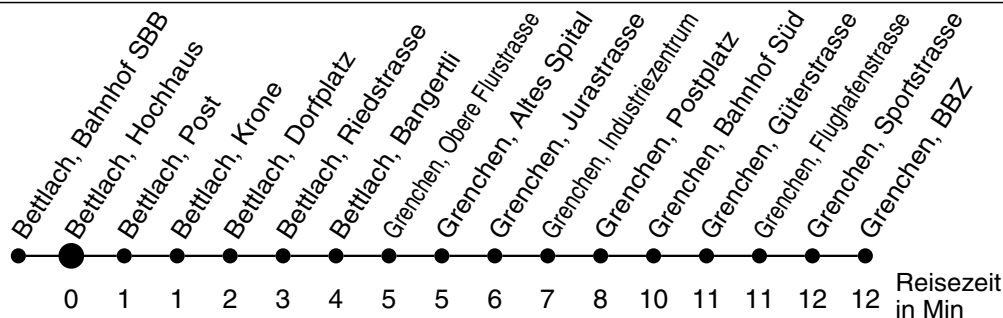 Bettlach, Bahnhof SBB
Bettlach, Hochhaus
Bettlach, Post
Bettlach, Krone
Bettlach, Dorfplatz
Bettlach, Riedstrasse
Bettlach, Bangertli
Grenchen, Obere Flurstrasse
Grenchen, Altes Spital
Grenchen, Jurastrasse
Grenchen, Industriezentrum
Grenchen, Postplatz
Grenchen, Bahnhof Süd
Grenchen, Güterstrasse
Grenchen, Flughafenstrasse
Grenchen, Sportstrasse
Grenchen, BBZ
0 1 1 2 3 4 5 5 6 7 8 10 11 11 12 12 Reisezeit
in Min